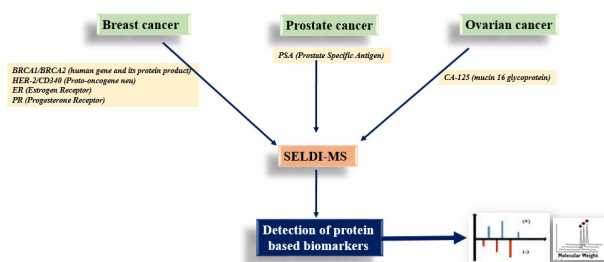 Breast cancer
Prostate cancer
Ovarian cancer
BRCA1/BRCA2 (human gene and its protein product)
HER-2/CD340 (Proto-oncogene neu)
ER (Estrogen Receptor)
PR (Progesterone Receptor)
PSA (Prostate Specific Antigen)
CA-125 (mucin 16 glycoprotein)
SELDI-MS
Detection of protein
based biomarkers
(+)
(-)
Molecular Weight